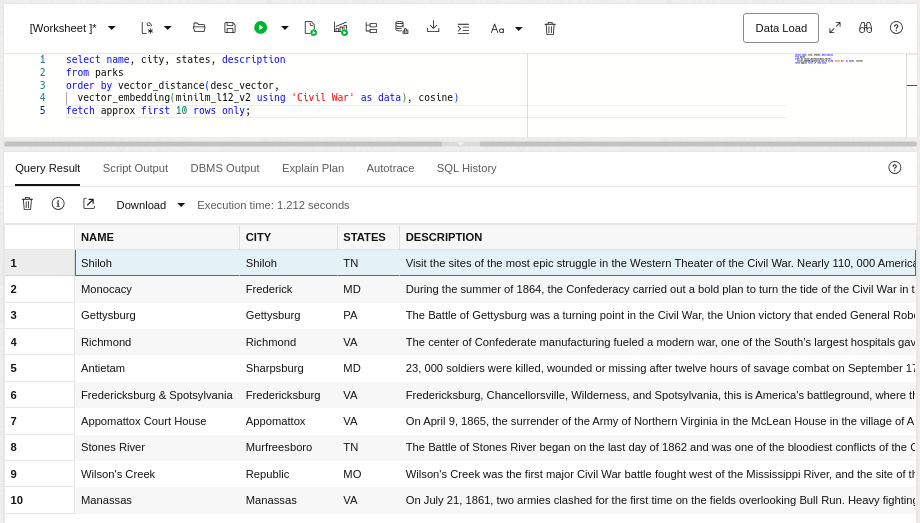 [Worksheet ]* Aa Data Load
1 select name, city, states, description
2 from parks
3 order by vector_distance(desc_vector,
4 vector_embedding(minilm_l12_v2 using 'Civil War' as data), cosine)
5 fetch approx first 10 rows only;
Query Result Script Output DBMS Output Explain Plan Autotrace SQL History
Download Execution time: 1.212 seconds
NAME CITY STATES DESCRIPTION
1 Shiloh Shiloh TN Visit the sites of the most epic struggle in the Western Theater of the Civil War. Nearly 110, 000 America
2 Monocacy Frederick MD During the summer of 1864, the Confederacy carried out a bold plan to turn the tide of the Civil War in t
3 Gettysburg Gettysburg PA The Battle of Gettysburg was a turning point in the Civil War, the Union victory that ended General Robe
4 Richmond Richmond VA The center of Confederate manufacturing fueled a modern war, one of the South's largest hospitals gav
5 Antietam Sharpsburg MD 23, 000 soldiers were killed, wounded or missing after twelve hours of savage combat on September 17
6 Fredericksburg & Spotsylvania Fredericksburg VA Fredericksburg, Chancellorsville, Wilderness, and Spotsylvania, this is America's battleground, where th
7 Appomattox Court House Appomattox VA On April 9, 1865, the surrender of the Army of Northern Virginia in the McLean House in the village of A
8 Stones River Murfreesboro TN The Battle of Stones River began on the last day of 1862 and was one of the bloodiest conflicts of the C
9 Wilson's Creek Republic MO Wilson's Creek was the first major Civil War battle fought west of the Mississippi River, and the site of th
10 Manassas Manassas VA On July 21, 1861, two armies clashed for the first time on the fields overlooking Bull Run. Heavy fighting